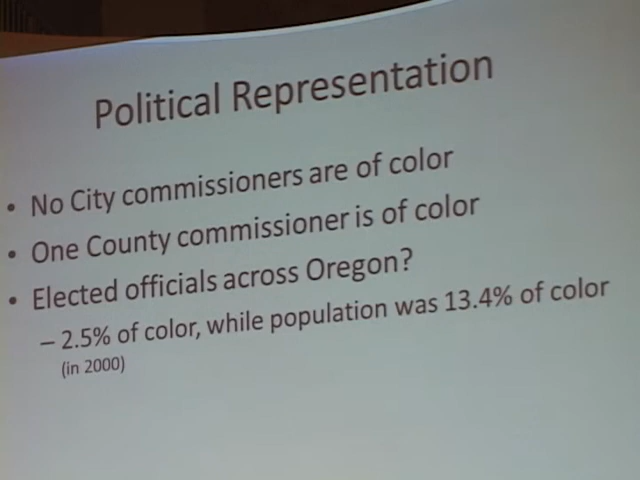 Political Representation
• No City commissioners are of color
• One County commissioner is of color
• Elected officials across Oregon?
– 2.5% of color, while population was 13.4% of color
(in 2000)